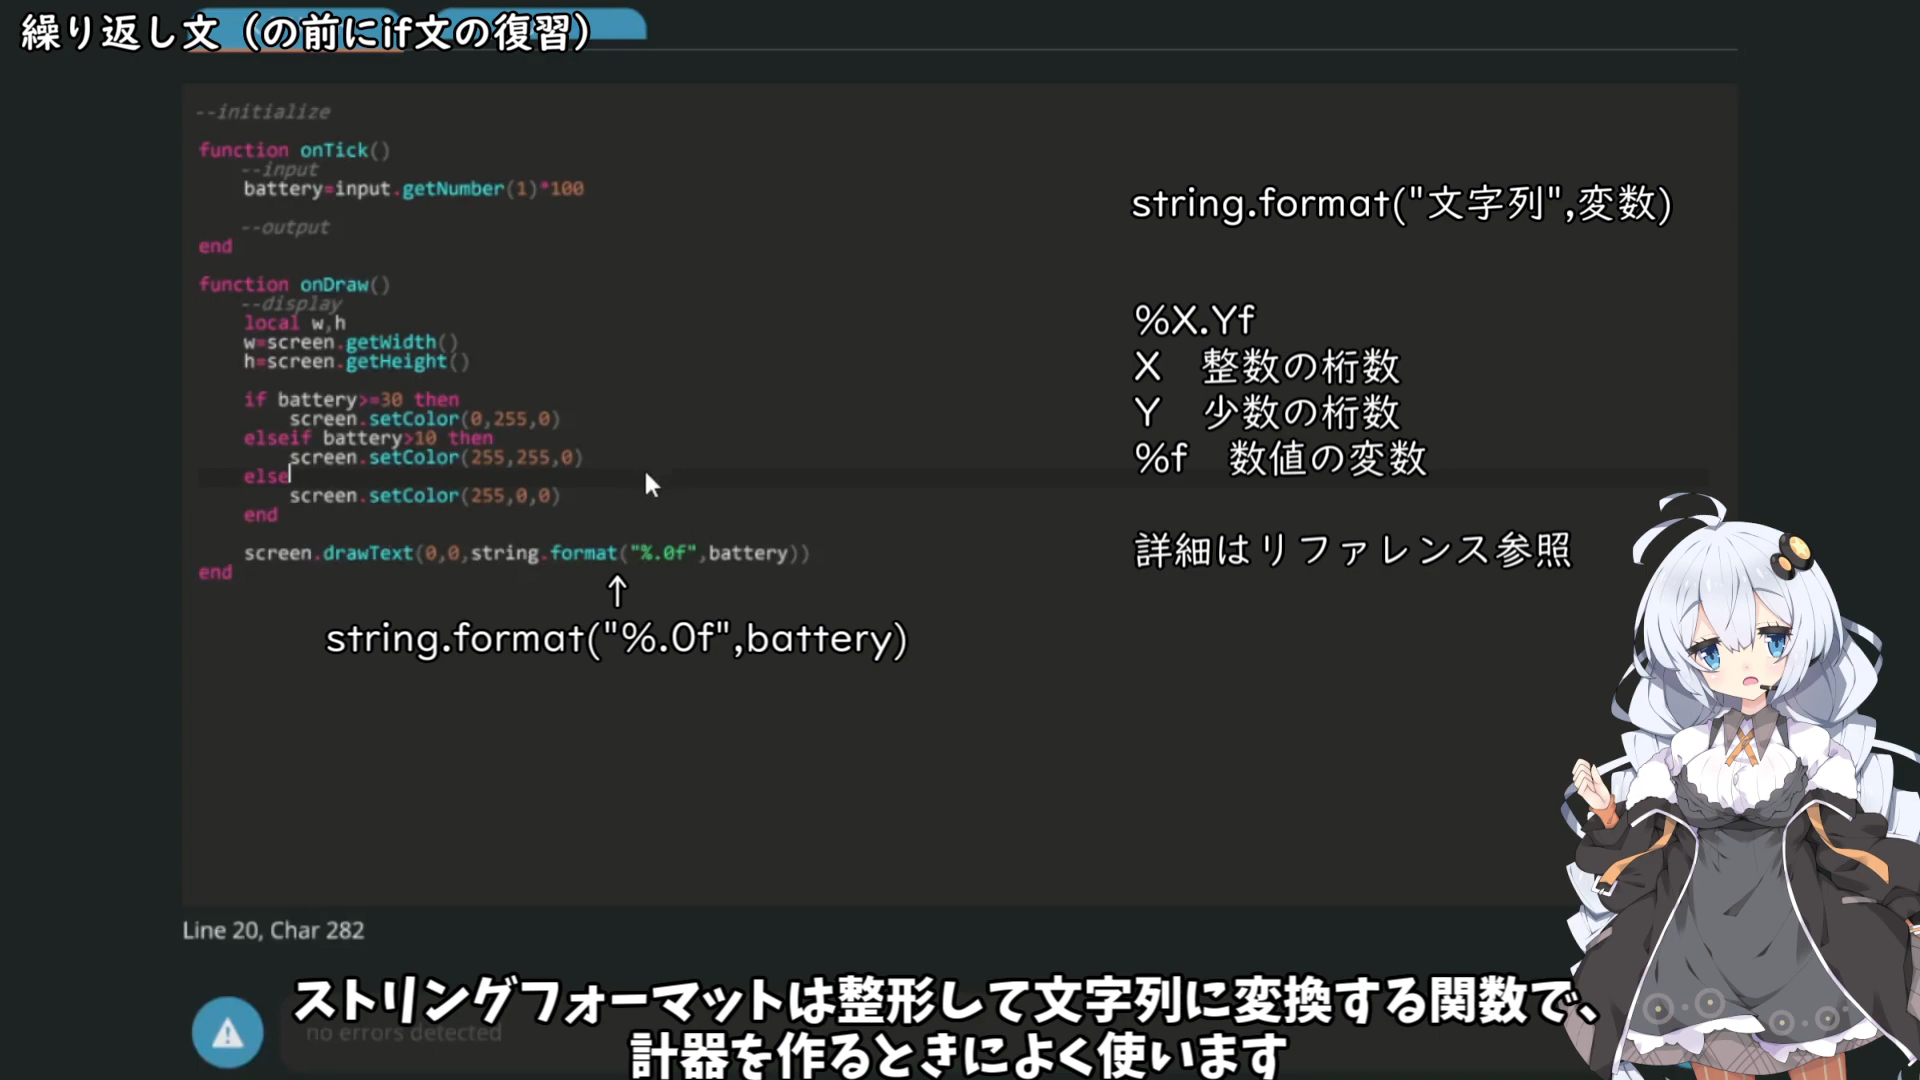 繰り返し文（の前にif文の復習）
--initialize
function onTick()
--input
battery=input.getNumber(1)*100
--output
end
function onDraw()
--display
local w,h
w=screen.getWidth()
h=screen.getHeight()
if battery>=30 then
screen.setColor(0,255,0)
elseif battery>10 then
screen.setColor(255,255,0)
else
screen.setColor(255,0,0)
end
screen.drawText(0,0,string.format("%.0f",battery))
end
↑
string.format("%.0f",battery)
string.format("文字列",変数)
%X.Yf
X　整数の桁数
Y　少数の桁数
%f　数値の変数
詳細はリファレンス参照
Line 20, Char 282
no errors detected
ストリングフォーマットは整形して文字列に変換する関数で、
計器を作るときによく使います